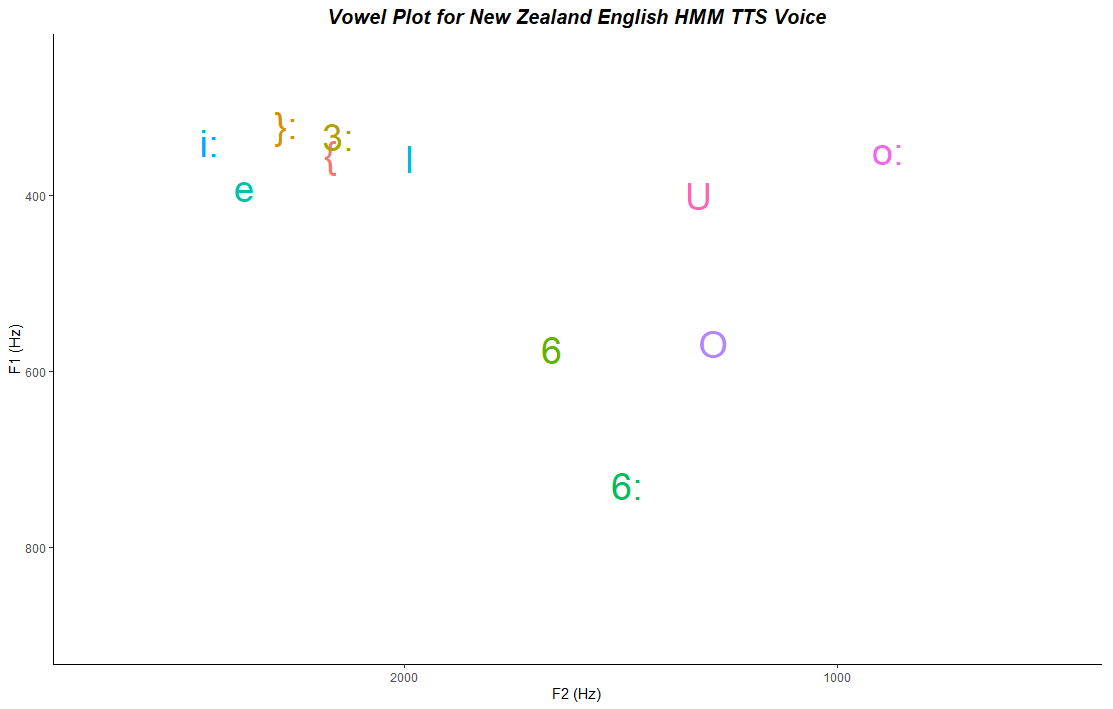 Vowel Plot for New Zealand English HMM TTS Voice
}:
3:
i:
{
I
o:
e
U
400
6
O
F1 (Hz)
600
6:
800
2000
1000
F2 (Hz)